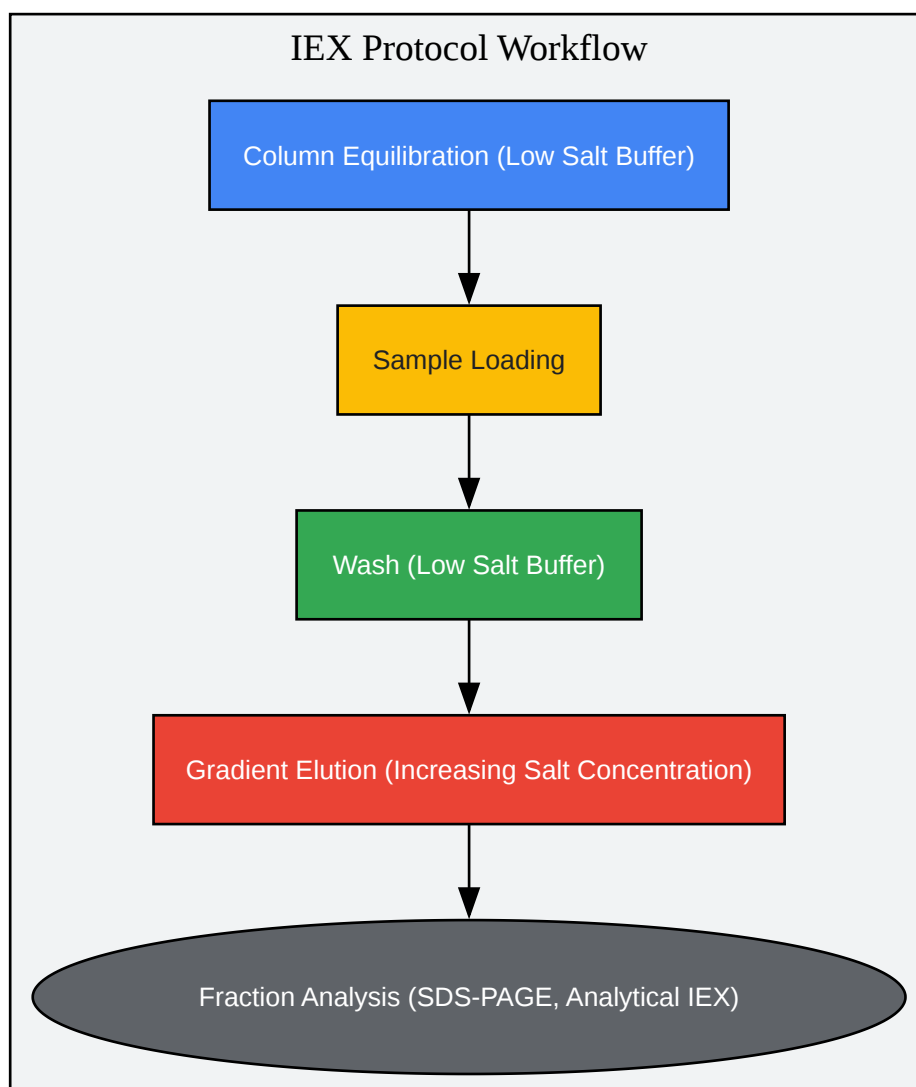 IEX Protocol Workflow
Column Equilibration (Low Salt Buffer)
Sample Loading
Wash (Low Salt Buffer)
Gradient Elution (Increasing Salt Concentration)
Fraction Analysis (SDS-PAGE, Analytical IEX)